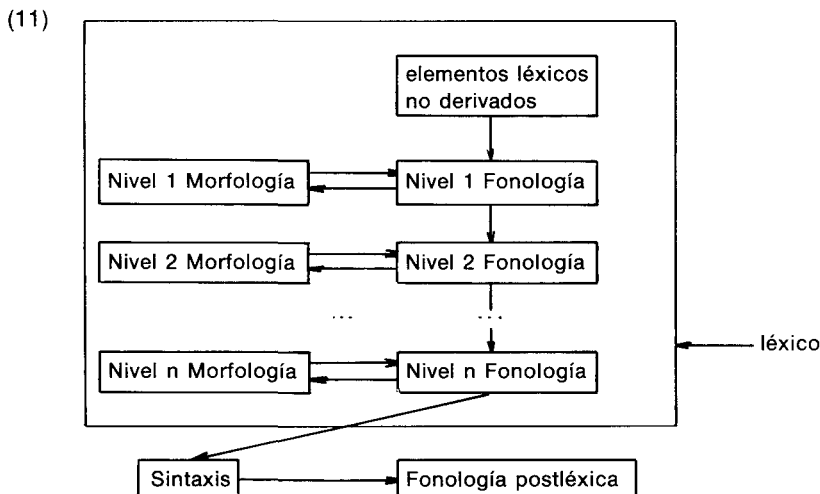 (11)
elementos léxicos
no derivados
Nivel 1 Morfología
Nivel 1 Fonología
Nivel 2 Morfología
Nivel 2 Fonología
... ...
Nivel n Morfología
Nivel n Fonología
léxico
Sintaxis
Fonología postléxica